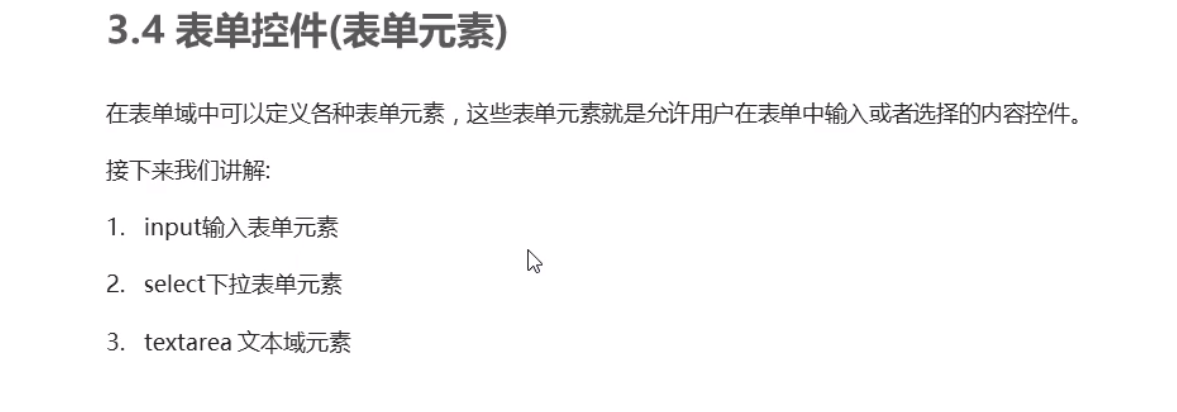 3.4 表单控件(表单元素)
在表单域中可以定义各种表单元素，这些表单元素就是允许用户在表单中输入或者选择的内容控件。
接下来我们讲解:
1. input输入表单元素
2. select下拉表单元素
3. textarea 文本域元素